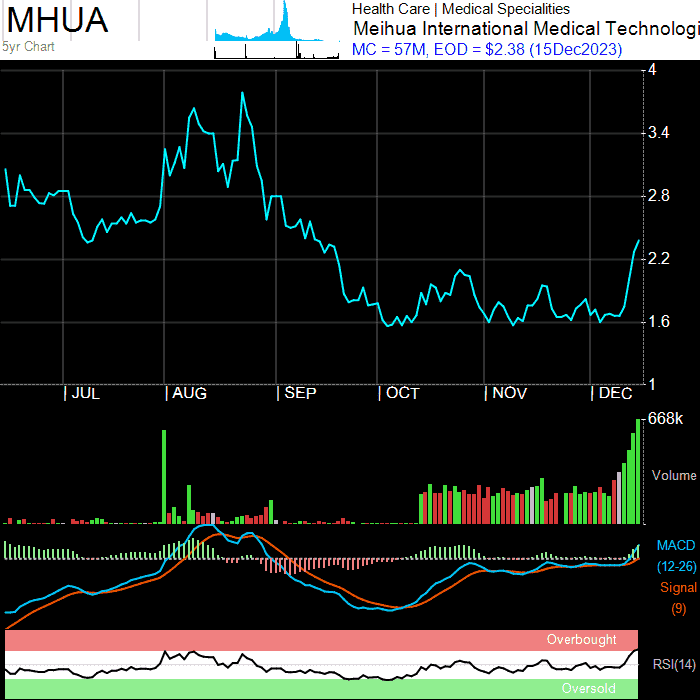 MHUA
5yr Chart
Health Care | Medical Specialities
Meihua International Medical Technologi
MC = 57M, EOD = $2.38 (15Dec2023)
4
3.4
2.8
2.2
1.6
1
| JUL | AUG | SEP | OCT | NOV | DEC
668k
Volume
MACD
(12-26)
Signal
(9)
Overbought
RSI(14)
Oversold